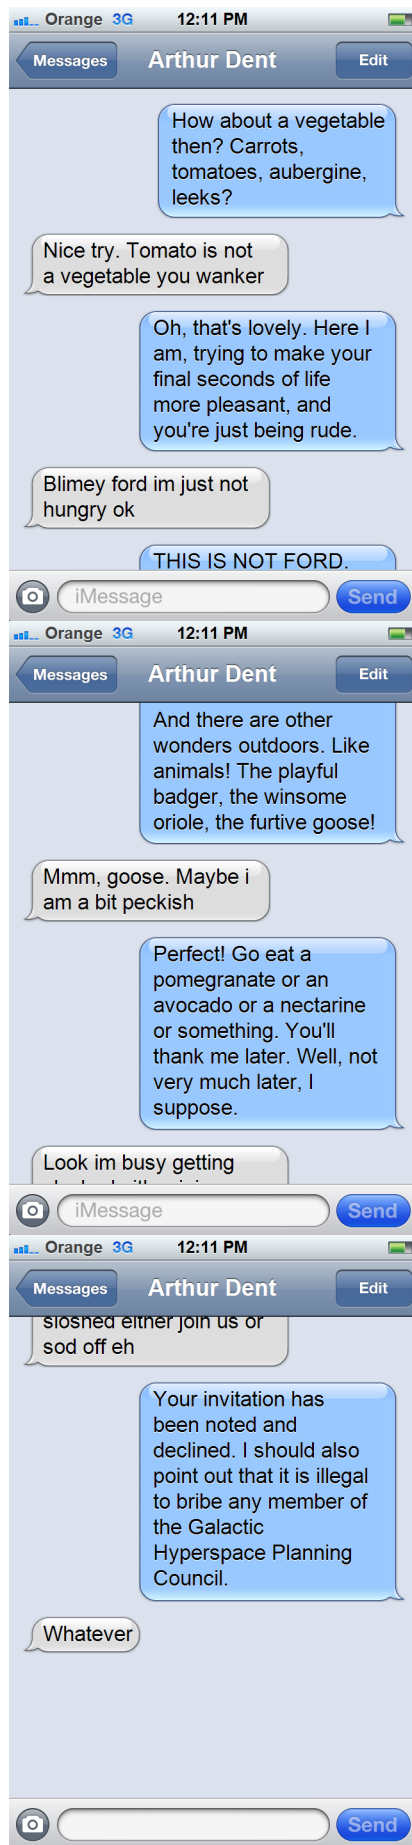 Orange 3G 12:11 PM
Messages Arthur Dent Edit
How about a vegetable
then? Carrots,
tomatoes, aubergine,
leeks?
Nice try. Tomato is not
a vegetable you wanker
Oh, that's lovely. Here I
am, trying to make your
final seconds of life
more pleasant, and
you're just being rude.
Blimey ford im just not
hungry ok
THIS IS NOT FORD.
iMessage Send
Orange 3G 12:11 PM
Messages Arthur Dent Edit
And there are other
wonders outdoors. Like
animals! The playful
badger, the winsome
oriole, the furtive goose!
Mmm, goose. Maybe i
am a bit peckish
Perfect! Go eat a
pomegranate or an
avocado or a nectarine
or something. You'll
thank me later. Well, not
very much later, I
suppose.
Look im busy getting
iMessage Send
Orange 3G 12:11 PM
Messages Arthur Dent Edit
sloshed either join us or
sod off eh
Your invitation has
been noted and
declined. I should also
point out that it is illegal
to bribe any member of
the Galactic
Hyperspace Planning
Council.
Whatever
Send